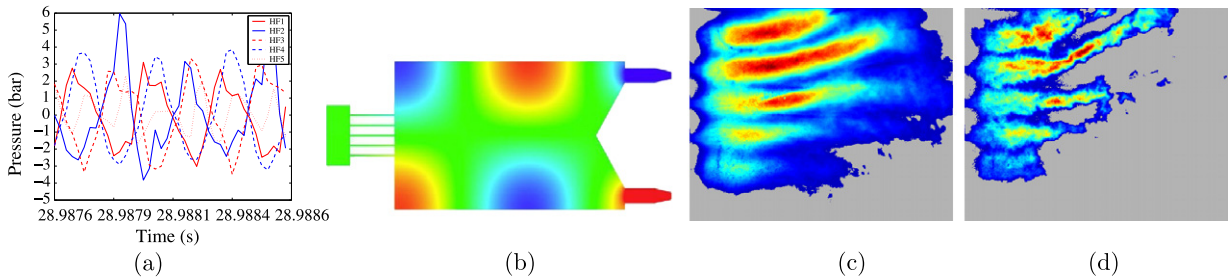 6
5
4
3
2
1
0
−1
−2
−3
−4
−5
Pressure (bar)
HF1
HF2
HF3
HF4
HF5
28.9876 28.9879 28.9881 28.9884 28.9886
Time (s)
(a) (b) (c) (d)